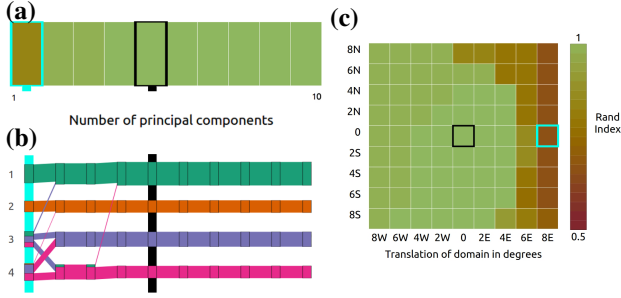 (a)
1
10
Number of principal components
(b)
1
2
3
4
(c)
8N
6N
4N
2N
0
2S
4S
6S
8S
8W 6W 4W 2W 0 2E 4E 6E 8E
Translation of domain in degrees
1
Rand
Index
0.5